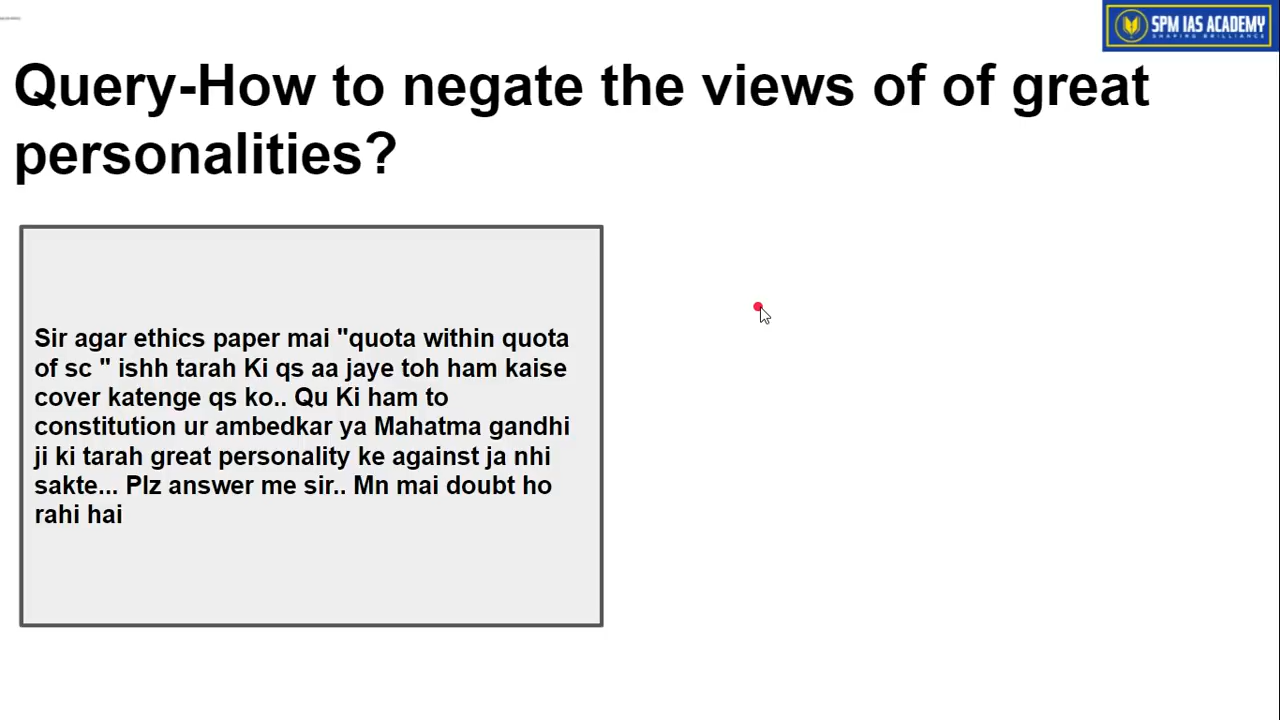 SPM IAS ACADEMY
SHAPING BRILLIANCE
Query-How to negate the views of of great
personalities?
Sir agar ethics paper mai "quota within quota
of sc " ishh tarah Ki qs aa jaye toh ham kaise
cover katenge qs ko.. Qu Ki ham to
constitution ur ambedkar ya Mahatma gandhi
ji ki tarah great personality ke against ja nhi
sakte... Plz answer me sir.. Mn mai doubt ho
rahi hai